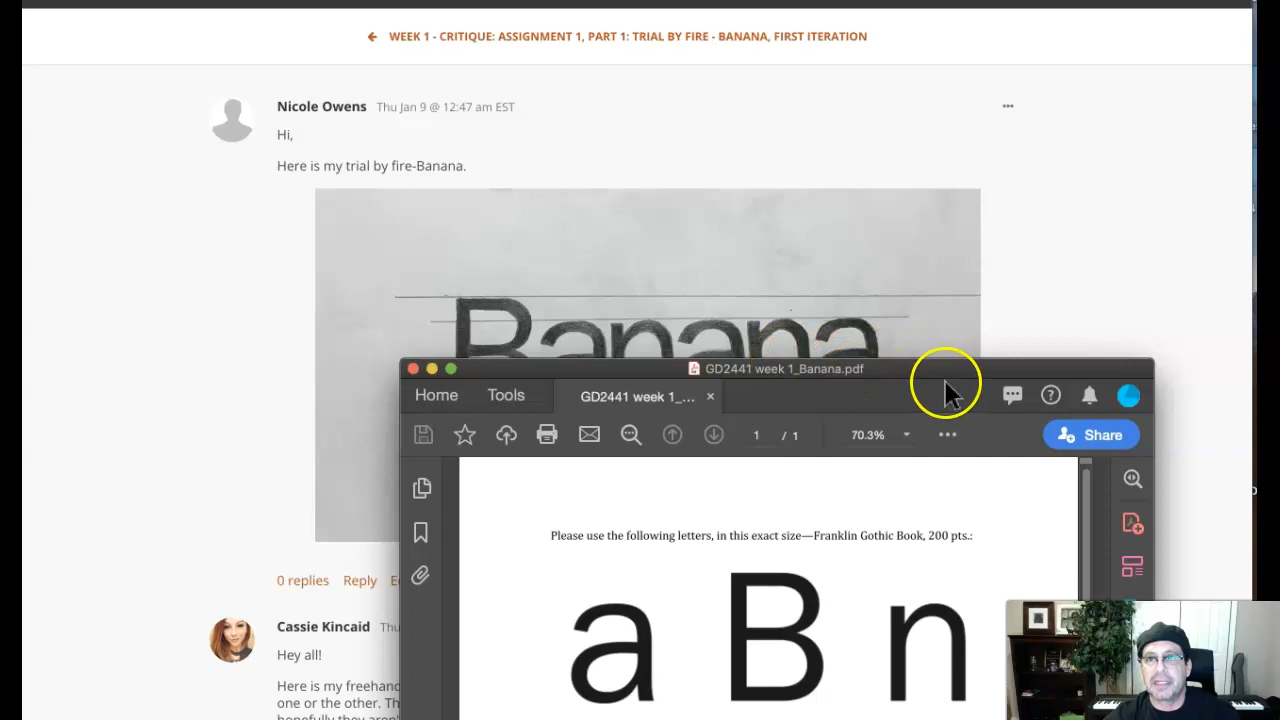 WEEK 1 - CRITIQUE: ASSIGNMENT 1, PART 1: TRIAL BY FIRE - BANANA, FIRST ITERATION
Nicole Owens Thu Jan 9 @ 12:47 am EST
Hi,
Here is my trial by fire-Banana.
Banana
GD2441 week 1_Banana.pdf
Home Tools GD2441 week 1_...
1 / 1 70.3% Share
Please use the following letters, in this exact size—Franklin Gothic Book, 200 pts.:
a B n
0 replies Reply
Cassie Kincaid Thu
Hey all!
Here is my freehand
one or the other.
hopefully they